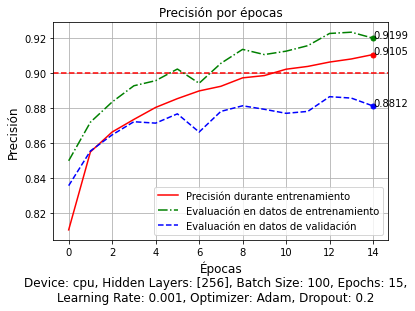 Precisión por épocas
Precisión
0.92
0.90
0.88
0.86
0.84
0.82
0.9199
0.9105
0.8812
Precisión durante entrenamiento
Evaluación en datos de entrenamiento
Evaluación en datos de validación
0 2 4 6 8 10 12 14
Épocas
Device: cpu, Hidden Layers: [256], Batch Size: 100, Epochs: 15,
Learning Rate: 0.001, Optimizer: Adam, Dropout: 0.2